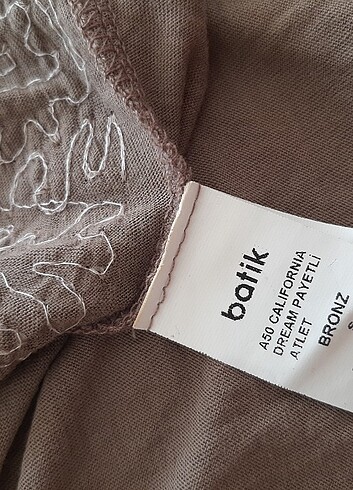 batik
A50 CALIFORNIA
DREAM PAYETLİ
ATLET
BRONZ
S